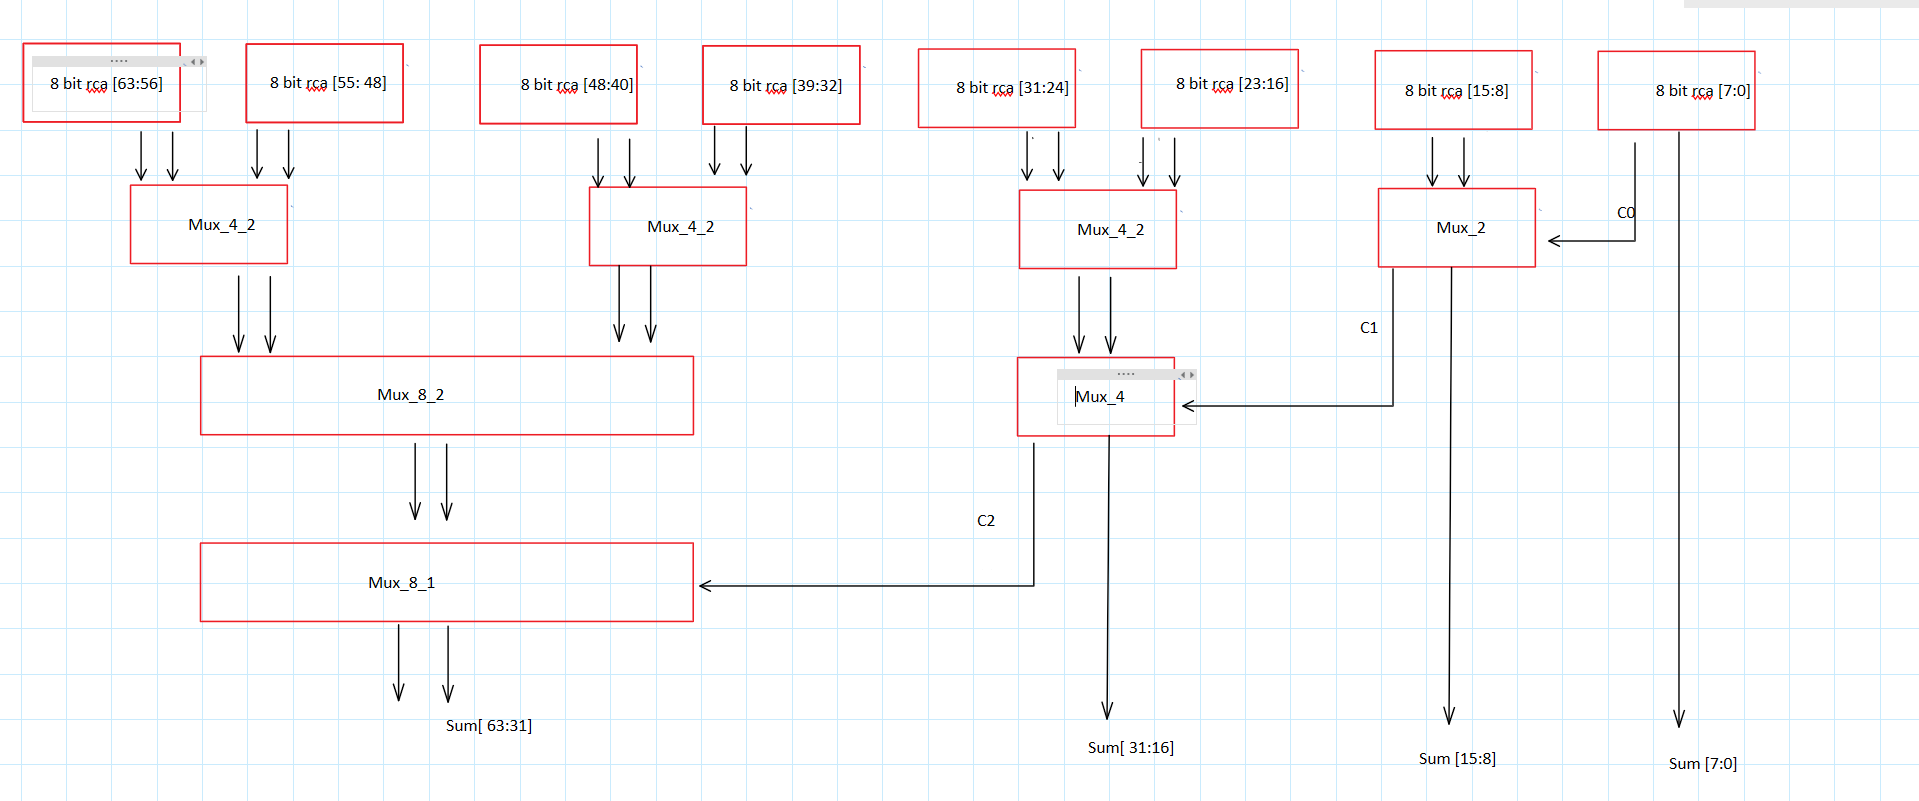 8 bit rca [63:56]
8 bit rca [55: 48]
8 bit rca [48:40]
8 bit rca [39:32]
8 bit rca [31:24]
8 bit rca [23:16]
8 bit rca [15:8]
8 bit rca [7:0]
Mux_4_2
Mux_4_2
Mux_4_2
Mux_2
C0
C1
Mux_8_2
Mux_4
C2
Mux_8_1
Sum[ 63:31]
Sum[ 31:16]
Sum [15:8]
Sum [7:0]